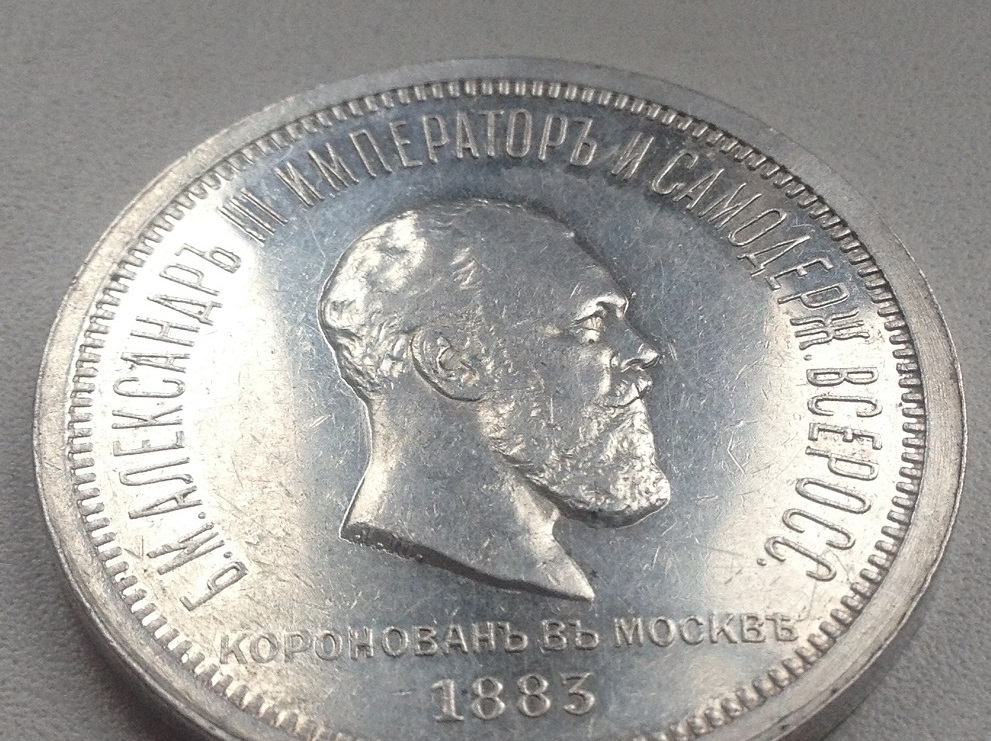 Б.М.АЛЕКСАНДРЪ III ИМПЕРАТОРЪ И САМОДЕРЖ.ВСЕРОСС.
КОРОНОВАНЪ ВЪ МОСКВѢ
1883